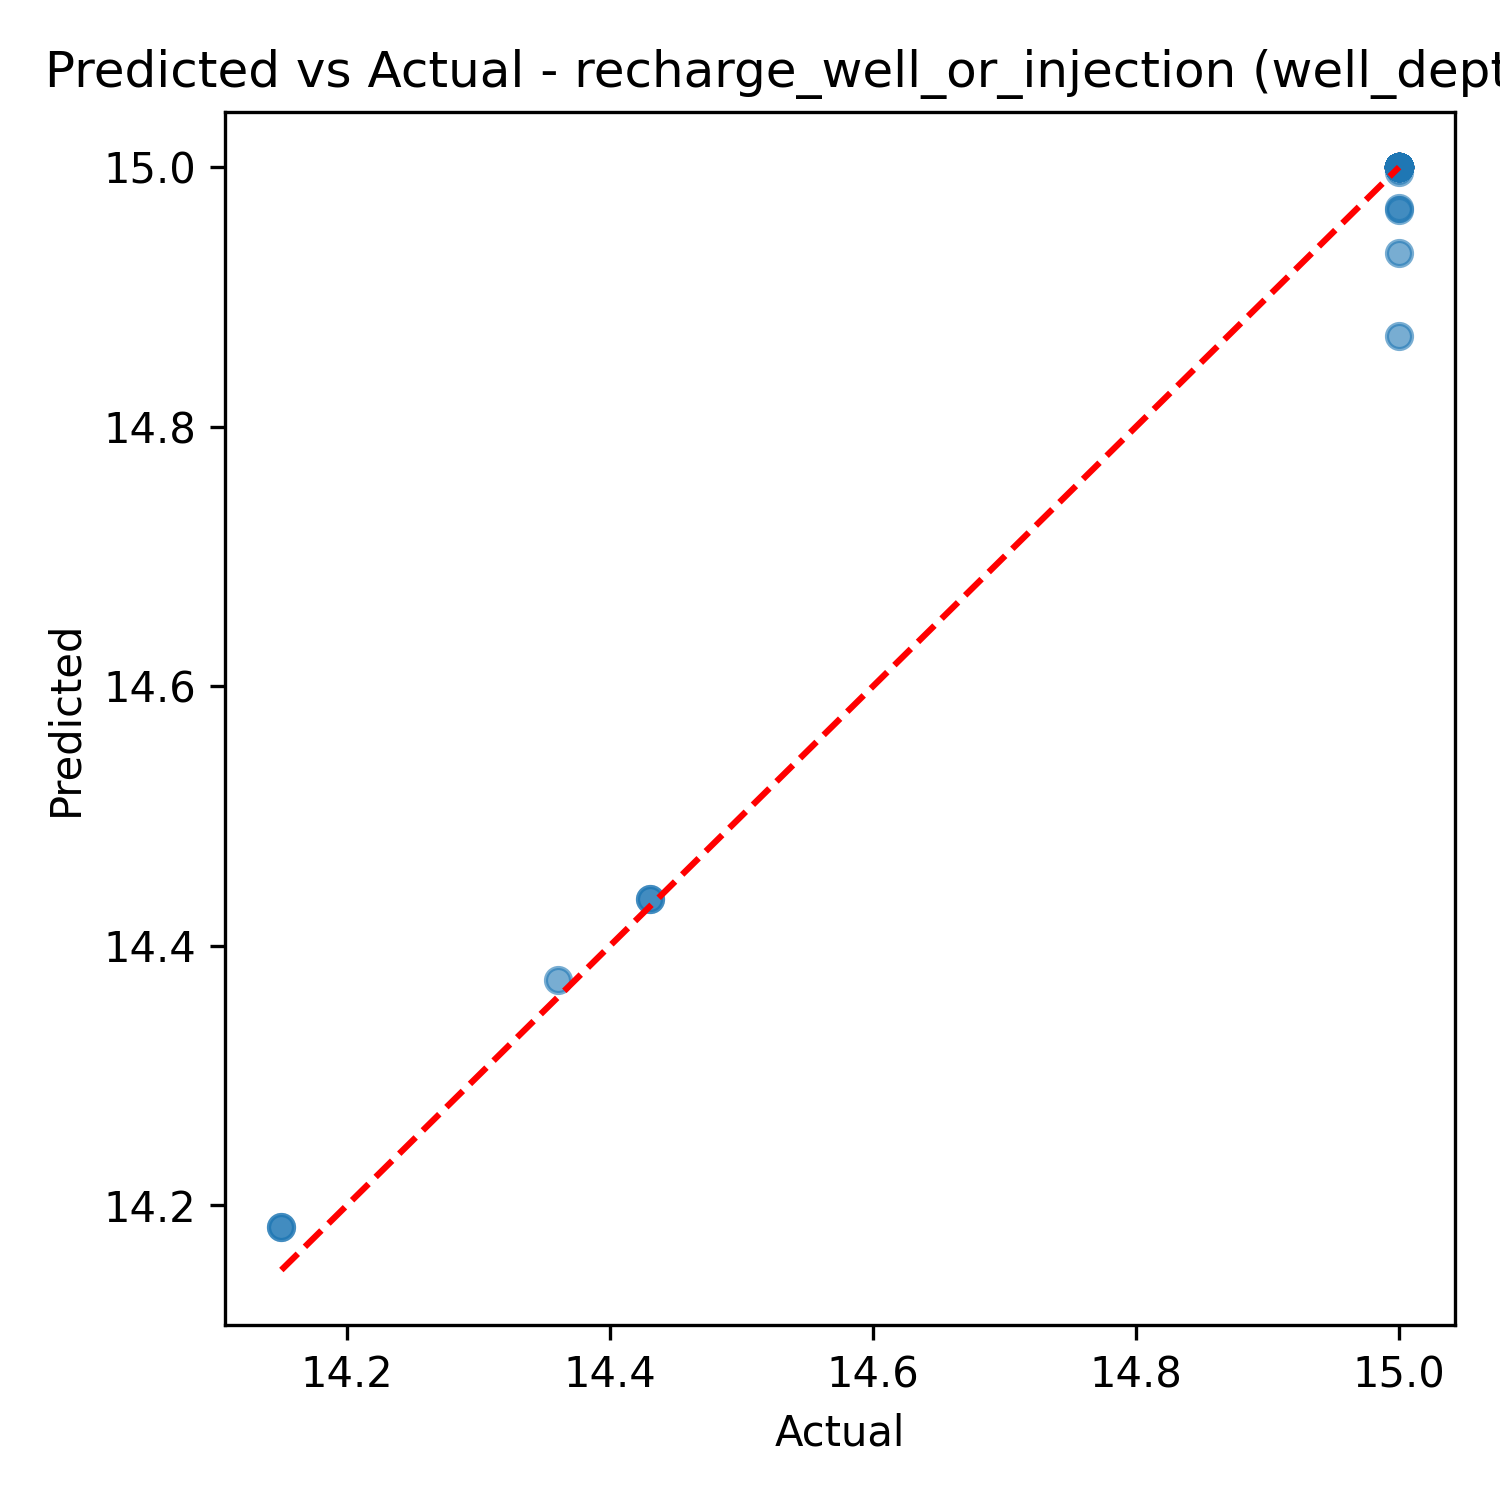 Predicted vs Actual - recharge_well_or_injection (well_dept
15.0
14.8
14.6
14.4
14.2
Predicted
14.2 14.4 14.6 14.8 15.0
Actual